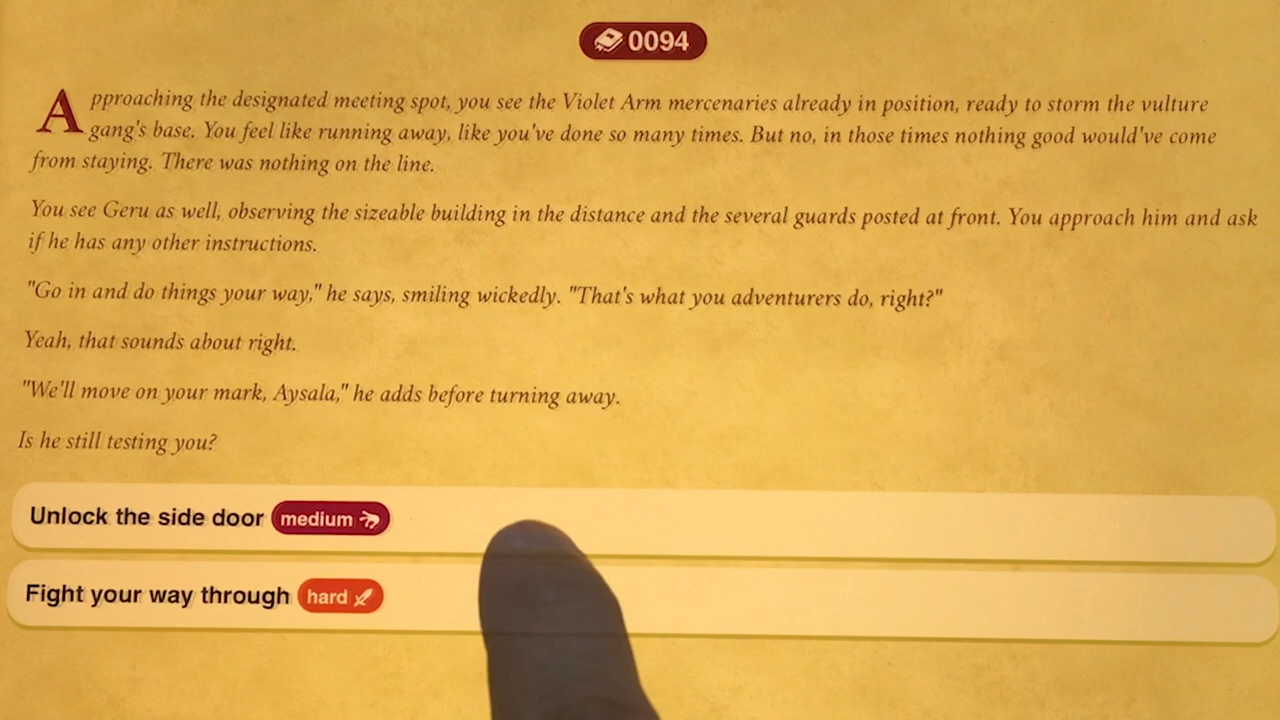 0094
Approaching the designated meeting spot, you see the Violet Arm mercenaries already in position, ready to storm the vulture
gang's base. You feel like running away, like you've done so many times. But no, in those times nothing good would've come
from staying. There was nothing on the line.
You see Geru as well, observing the sizeable building in the distance and the several guards posted at front. You approach him and ask
if he has any other instructions.
"Go in and do things your way," he says, smiling wickedly. "That's what you adventurers do, right?"
Yeah, that sounds about right.
"We'll move on your mark, Aysala," he adds before turning away.
Is he still testing you?
Unlock the side door medium
Fight your way through hard